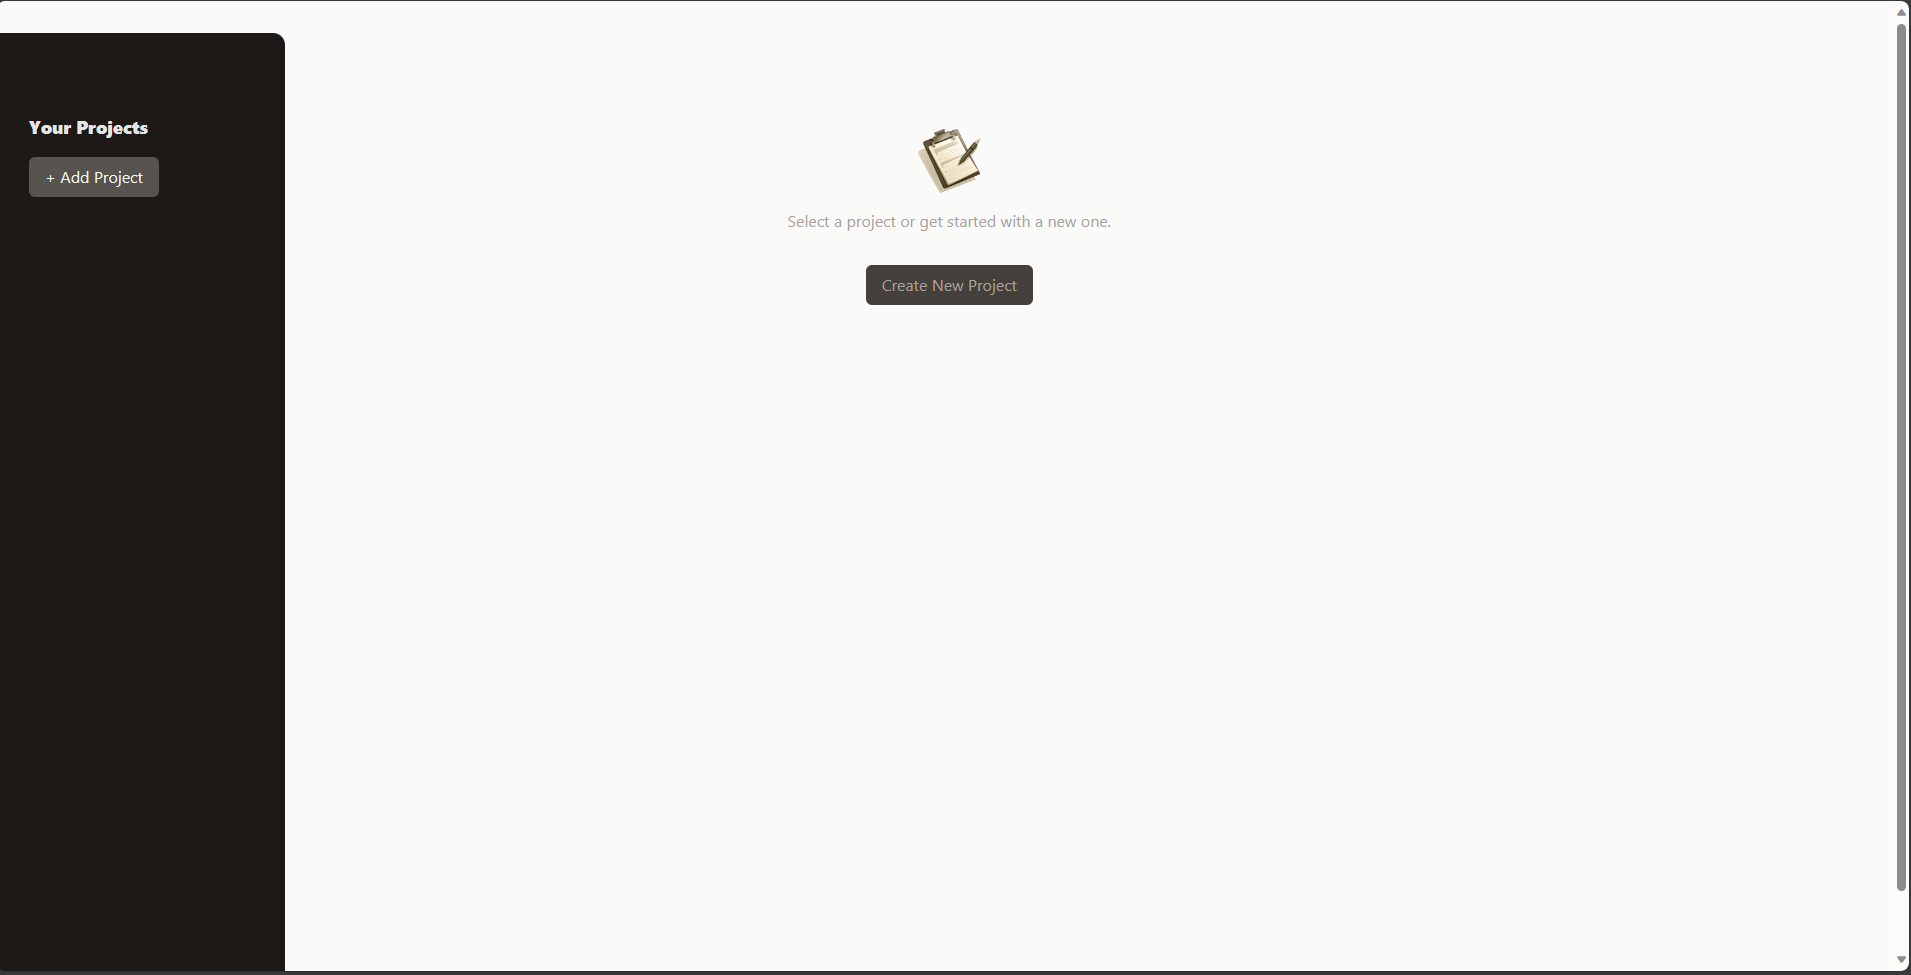 Your Projects
+ Add Project
Select a project or get started with a new one.
Create New Project